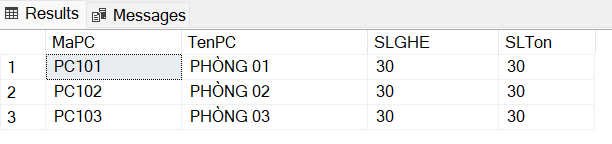 Results Messages
MaPC TenPC SLGHE SLTon
1 PC101 PHÒNG 01 30 30
2 PC102 PHÒNG 02 30 30
3 PC103 PHÒNG 03 30 30